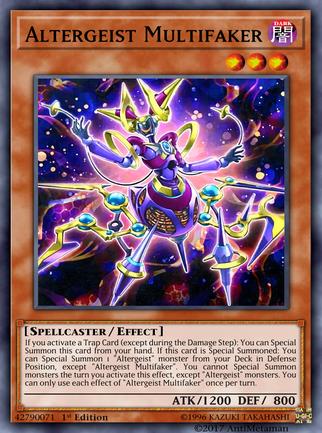 Altergeist Multifaker
DARK
闇
[Spellcaster / Effect]
If you activate a Trap Card (except during the Damage Step): You can Special
Summon this card from your hand. If this card is Special Summoned: You
can Special Summon 1 "Altergeist" monster from your Deck in Defense
Position, except "Altergeist Multifaker". You cannot Special Summon
monsters the turn you activate this effect, except "Altergeist" monsters. You
can only use each effect of "Altergeist Multifaker" once per turn.
ATK/1200 DEF/ 800
42790071 1st Edition ©1996 KAZUKI TAKAHASHI
©2017 AntiMetaman